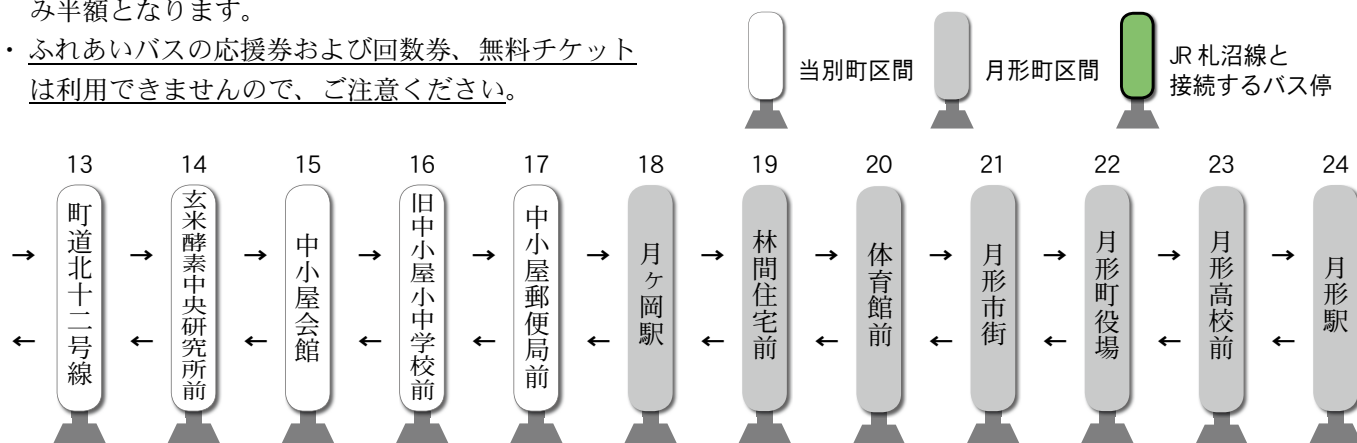 み半額となります。
・ふれあいバスの応援券および回数券、無料チケット
は利用できませんので、ご注意ください。
当別町区間
月形町区間
JR 札沼線と
接続するバス停
13
14
15
16
17
18
19
20
21
22
23
24
→
→
→
→
→
→
→
→
→
→
→
→
←
←
←
←
←
←
←
←
←
←
←
←
町道北十二号線
玄米酵素中央研究所前
中小屋会館
旧中小屋小中学校前
中小屋郵便局前
月ヶ岡駅
林間住宅前
体育館前
月形市街
月形町役場
月形高校前
月形駅